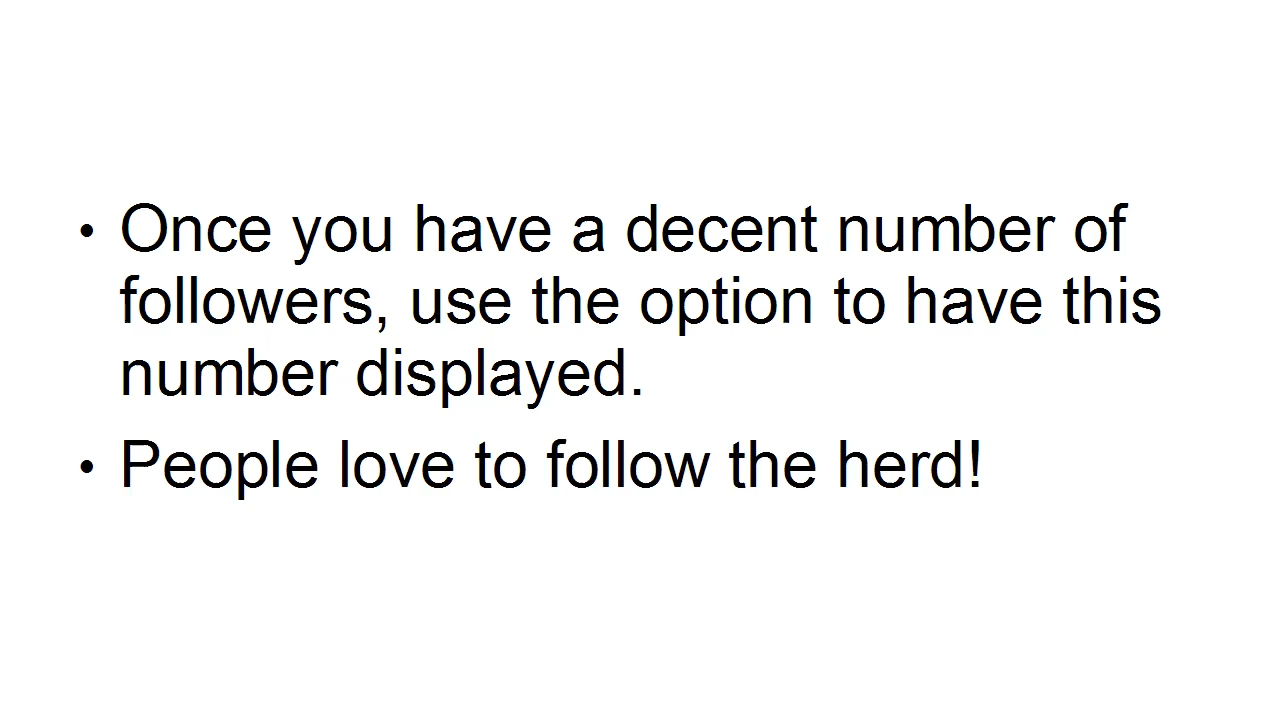 • Once you have a decent number of
followers, use the option to have this
number displayed.
• People love to follow the herd!